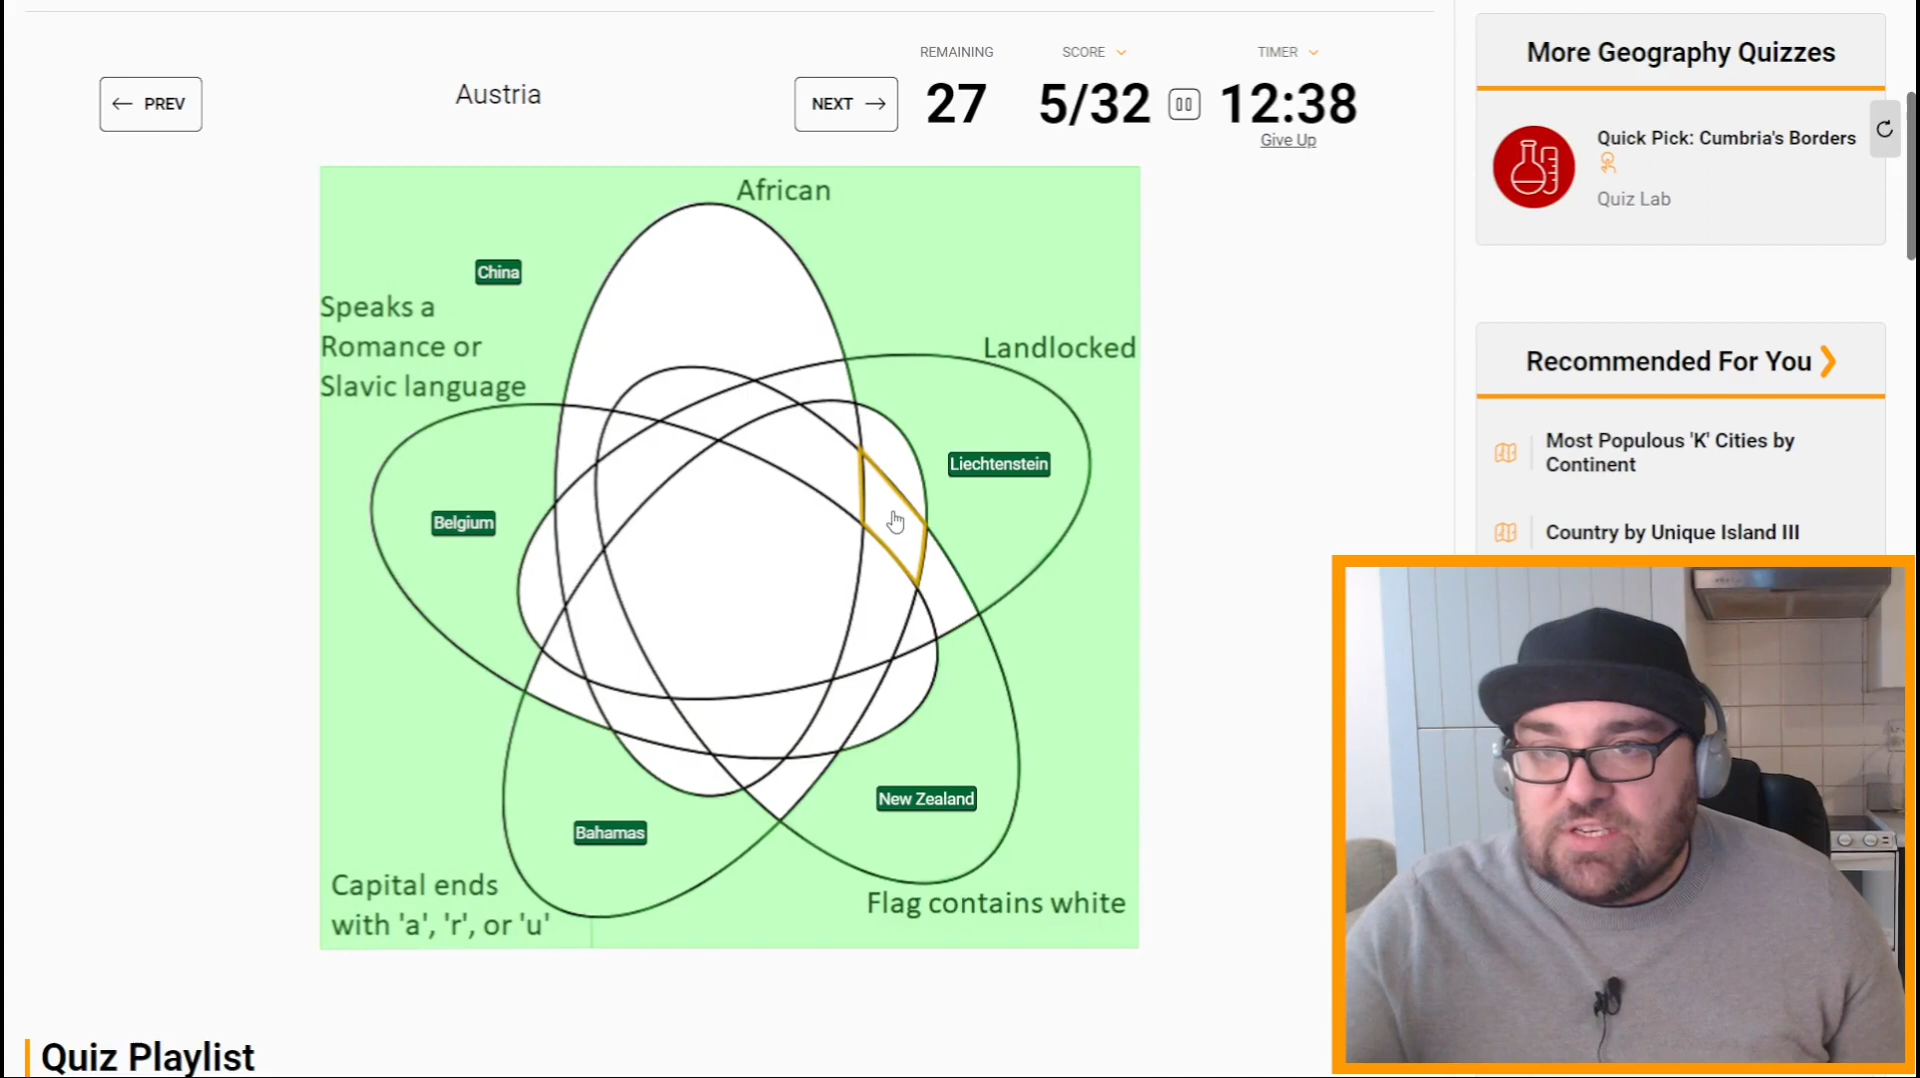 REMAINING
SCORE
TIMER
← PREV
Austria
NEXT →
27
5/32
12:38
Give Up
African
China
Speaks a
Romance or
Slavic language
Landlocked
Liechtenstein
Belgium
New Zealand
Bahamas
Capital ends
with 'a', 'r', or 'u'
Flag contains white
Quiz Playlist
More Geography Quizzes
Quick Pick: Cumbria's Borders
Quiz Lab
Recommended For You
Most Populous 'K' Cities by
Continent
Country by Unique Island III